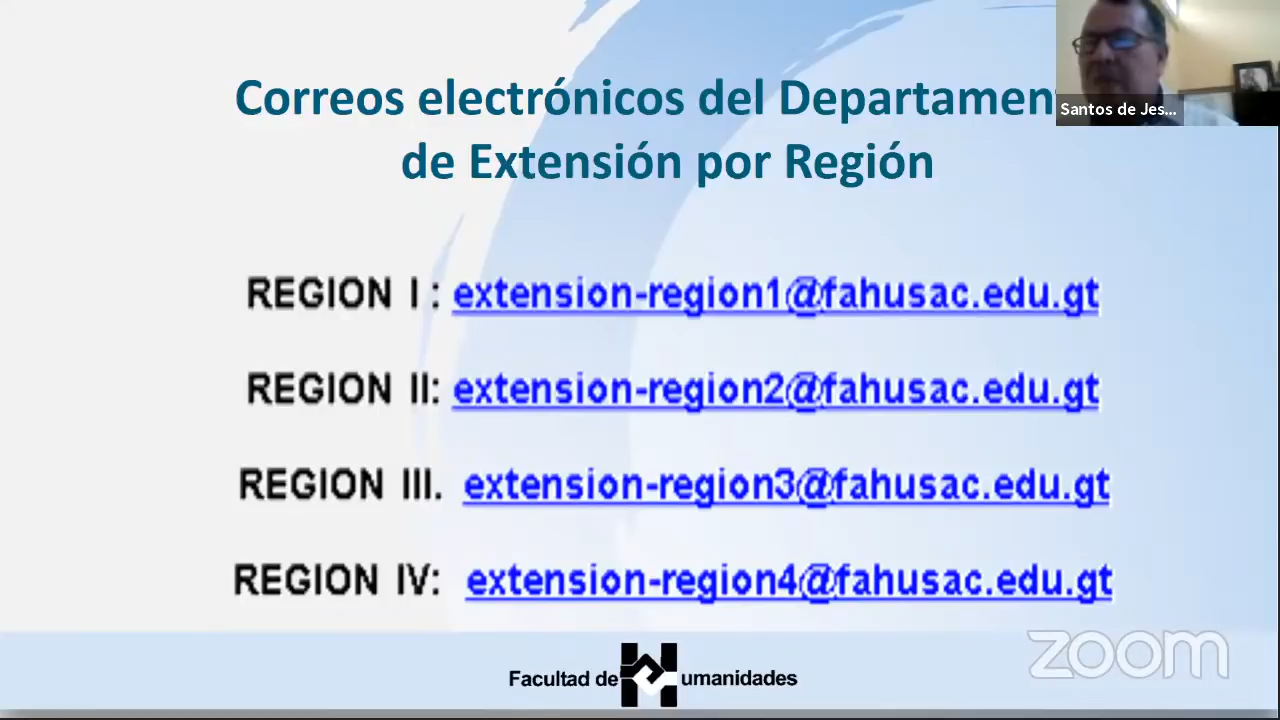 Correos electrónicos del Departamen
de Extensión por Región
Santos de Jes...
REGION I : extension-region1@fahusac.edu.gt
REGION II: extension-region2@fahusac.edu.gt
REGION III. extension-region3@fahusac.edu.gt
REGION IV: extension-region4@fahusac.edu.gt
zoom
Facultad de Humanidades